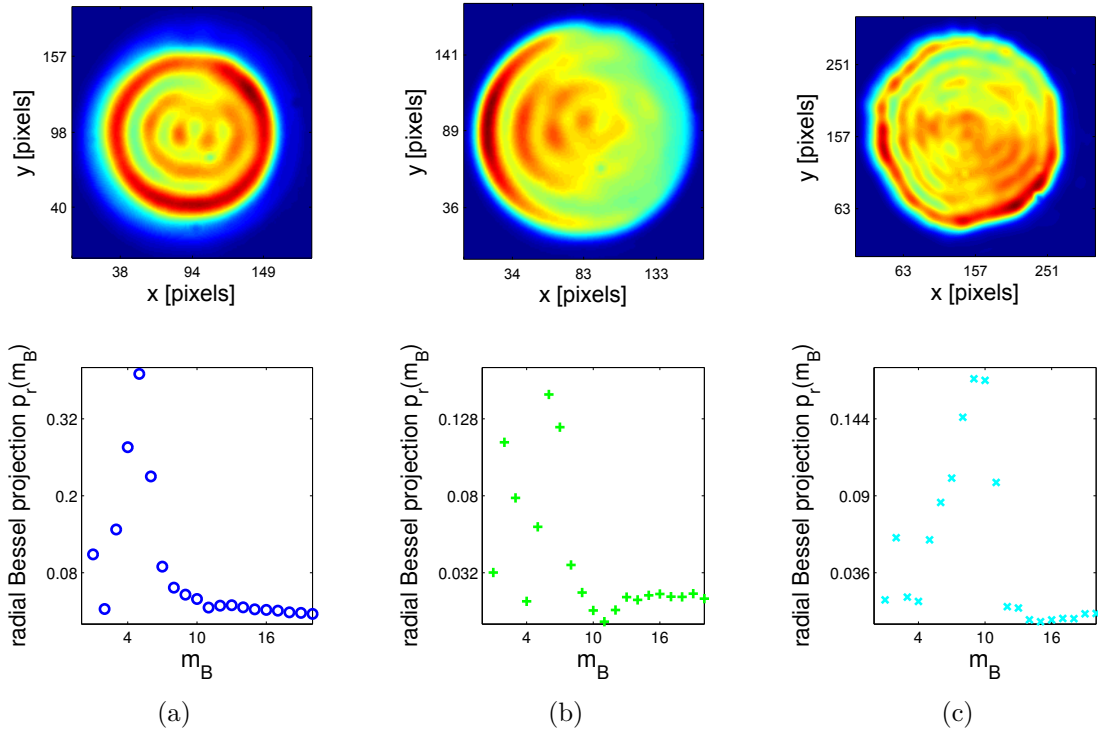 y [pixels]
157
98
40
38 94 149
x [pixels]
y [pixels]
141
89
36
34 83 133
x [pixels]
y [pixels]
251
157
63
63 157 251
x [pixels]
radial Bessel projection p_r(m_B)
0.32
0.2
0.08
4 10 16
m_B
(a)
radial Bessel projection p_r(m_B)
0.128
0.08
0.032
4 10 16
m_B
(b)
radial Bessel projection p_r(m_B)
0.144
0.09
0.036
4 10 16
m_B
(c)